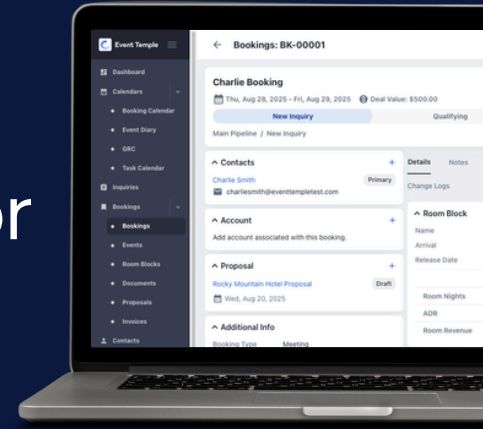 or
Event Temple
Dashboard
Calendars
Booking Calendar
Event Diary
GRC
Task Calendar
Inquiries
Bookings
Bookings
Events
Room Blocks
Documents
Proposals
Invoices
Contacts
← Bookings: BK-00001
Charlie Booking
Thu, Aug 28, 2025 - Fri, Aug 29, 2025 Deal Value: $500.00
New Inquiry Qualifying
Main Pipeline / New Inquiry
Contacts +
Charlie Smith Primary
charliesmith@eventtempletest.com
Account +
Add account associated with this booking.
Proposal +
Rocky Mountain Hotel Proposal Draft
Wed, Aug 20, 2025
Additional Info
Booking Type Meeting
Details Notes
Change Logs
Room Block
Name
Arrival
Release Date
Room Nights
ADR
Room Revenue